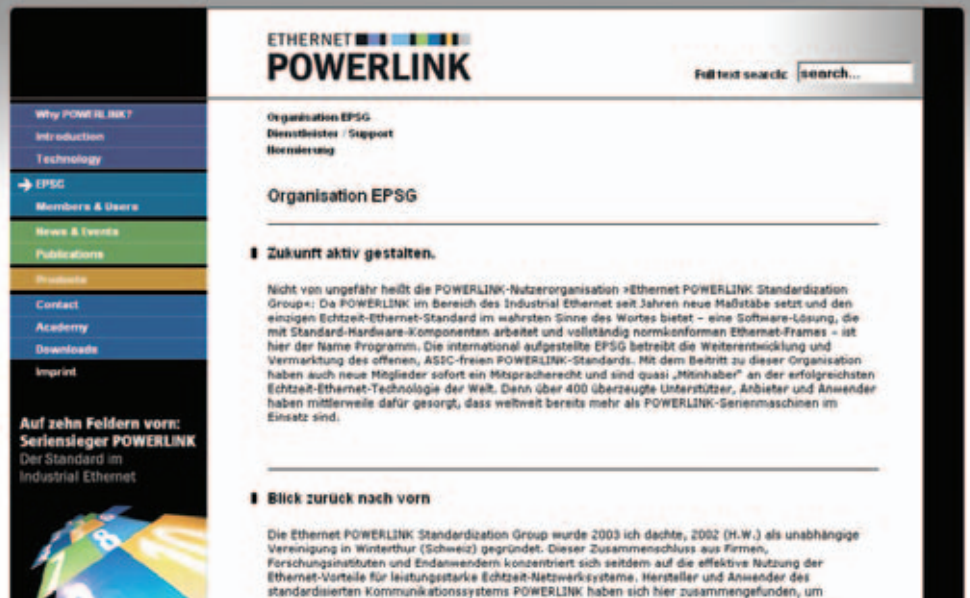 ETHERNET
POWERLINK
Full text search: search...
Why POWERLINK?
Introduction
Technology
EPSG
Members & Users
News & Events
Publications
Products
Contact
Academy
Downloads
Imprint
Auf zehn Feldern vorn:
Seriensieger POWERLINK
Der Standard im
Industrial Ethernet
7 8 10
Organisation EPSG
Dienstleister / Support
Normierung
Organisation EPSG
Zukunft aktiv gestalten.
Nicht von ungefähr heißt die POWERLINK-Nutzerorganisation »Ethernet POWERLINK Standardization
Group«: Da POWERLINK im Bereich des Industrial Ethernet seit Jahren neue Maßstäbe setzt und den
einzigen Echtzeit-Ethernet-Standard im wahrsten Sinne des Wortes bietet – eine Software-Lösung, die
mit Standard-Hardware-Komponenten arbeitet und vollständig normkonformen Ethernet-Frames – ist
hier der Name Programm. Die international aufgestellte EPSG betreibt die Weiterentwicklung und
Vermarktung des offenen, ASIC-freien POWERLINK-Standards. Mit dem Beitritt zu dieser Organisation
haben auch neue Mitglieder sofort ein Mitspracherecht und sind quasi „Mitinhaber" an der erfolgreichsten
Echtzeit-Ethernet-Technologie der Welt. Denn über 400 überzeugte Unterstützer, Anbieter und Anwender
haben mittlerweile dafür gesorgt, dass weltweit bereits mehr als POWERLINK-Serienmaschinen im
Einsatz sind.
Blick zurück nach vorn
Die Ethernet POWERLINK Standardization Group wurde 2003 ich dachte, 2002 (H.W.) als unabhängige
Vereinigung in Winterthur (Schweiz) gegründet. Dieser Zusammenschluss aus Firmen,
Forschungsinstituten und Endanwendern konzentriert sich seitdem auf die effektive Nutzung der
Ethernet-Vorteile für leistungsstarke Echtzeit-Netzwerksysteme. Hersteller und Anwender des
standardisierten Kommunikationssystems POWERLINK haben sich hier zusammengefunden, um